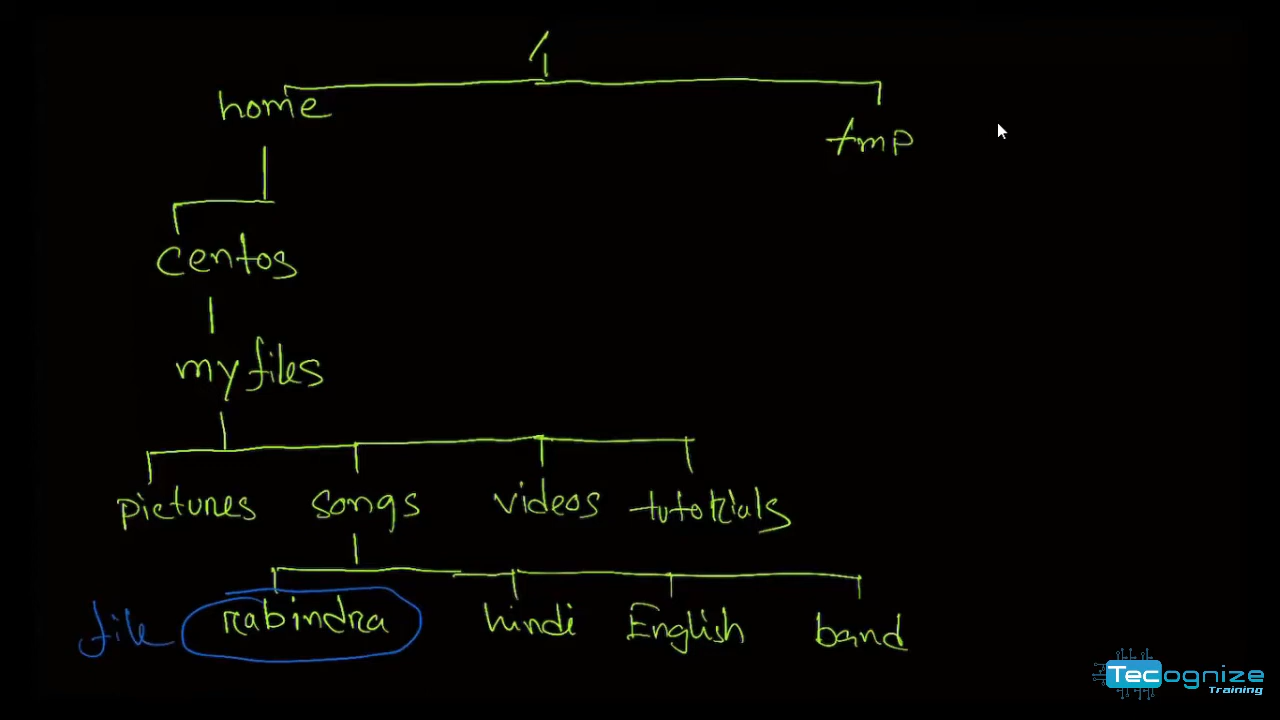 /
home tmp
centos
myfiles
pictures songs videos tutorials
file rabindra hindi English band
Tecognize
Training